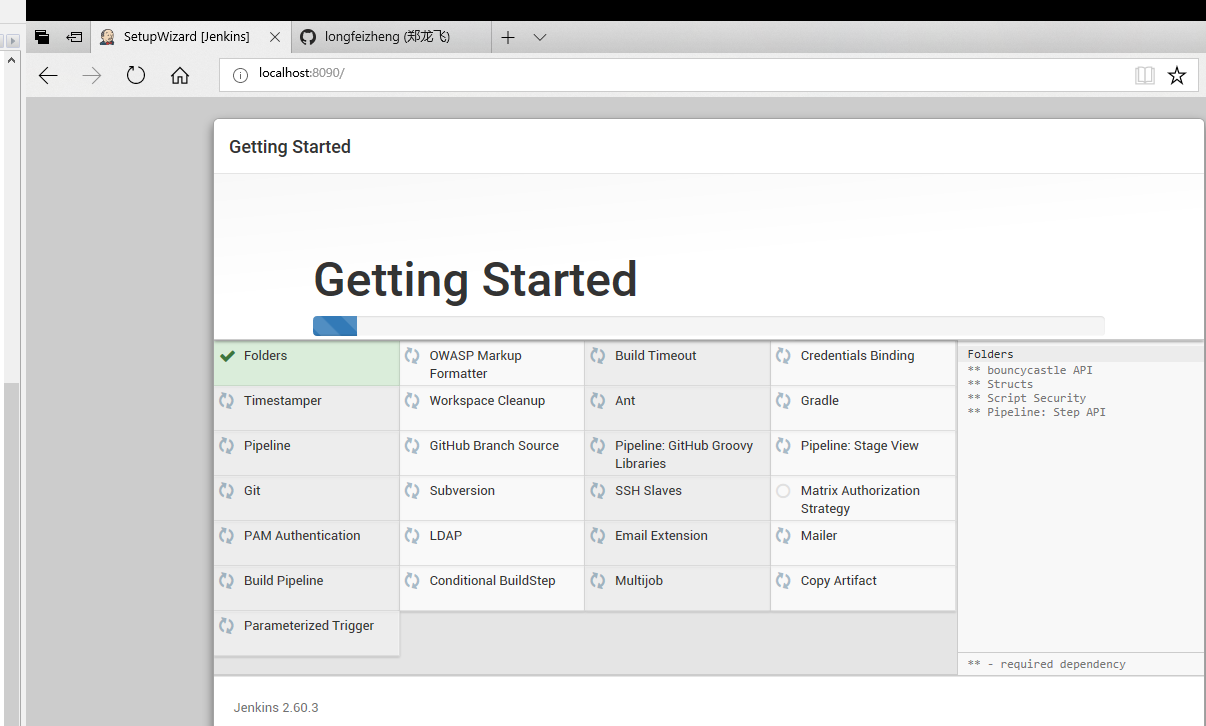 SetupWizard [Jenkins]
longfeizheng (郑龙飞)
localhost:8090/
Getting Started
Getting Started
Folders
OWASP Markup
Formatter
Build Timeout
Credentials Binding
Timestamper
Workspace Cleanup
Ant
Gradle
Pipeline
GitHub Branch Source
Pipeline: GitHub Groovy
Libraries
Pipeline: Stage View
Git
Subversion
SSH Slaves
Matrix Authorization
Strategy
PAM Authentication
LDAP
Email Extension
Mailer
Build Pipeline
Conditional BuildStep
Multijob
Copy Artifact
Parameterized Trigger
Folders
** bouncycastle API
** Structs
** Script Security
** Pipeline: Step API
** - required dependency
Jenkins 2.60.3